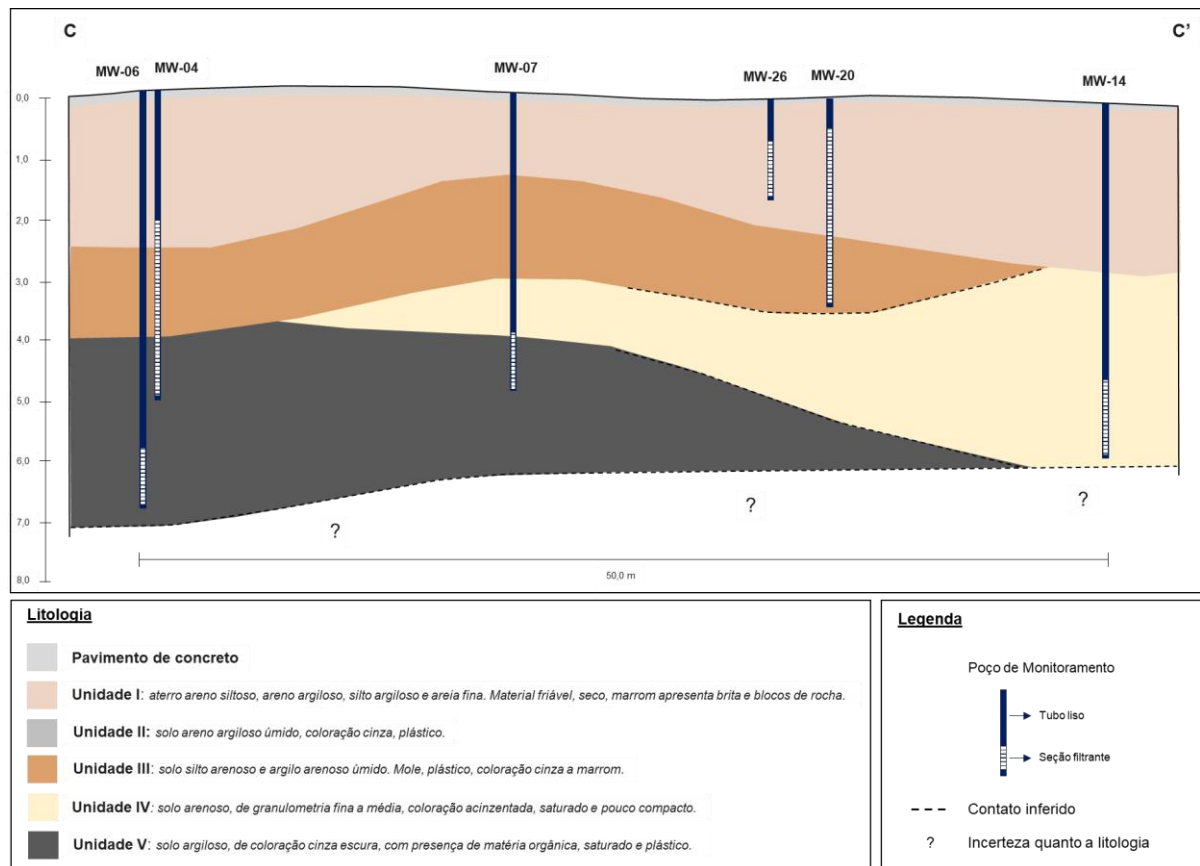 C
C'
MW-06
MW-04
MW-07
MW-26
MW-20
MW-14
0,0
1,0
2,0
3,0
4,0
5,0
6,0
7,0
8,0
?
?
?
50,0 m
Litologia
Pavimento de concreto
Unidade I: aterro areno siltoso, areno argiloso, silto argiloso e areia fina. Material friável, seco, marrom apresenta brita e blocos de rocha.
Unidade II: solo areno argiloso úmido, coloração cinza, plástico.
Unidade III: solo silto arenoso e argilo arenoso úmido. Mole, plástico, coloração cinza a marrom.
Unidade IV: solo arenoso, de granulometria fina a média, coloração acinzentada, saturado e pouco compacto.
Unidade V: solo argiloso, de coloração cinza escura, com presença de matéria orgânica, saturado e plástico.
Legenda
Poço de Monitoramento
Tubo liso
Seção filtrante
Contato inferido
? Incerteza quanto a litologia